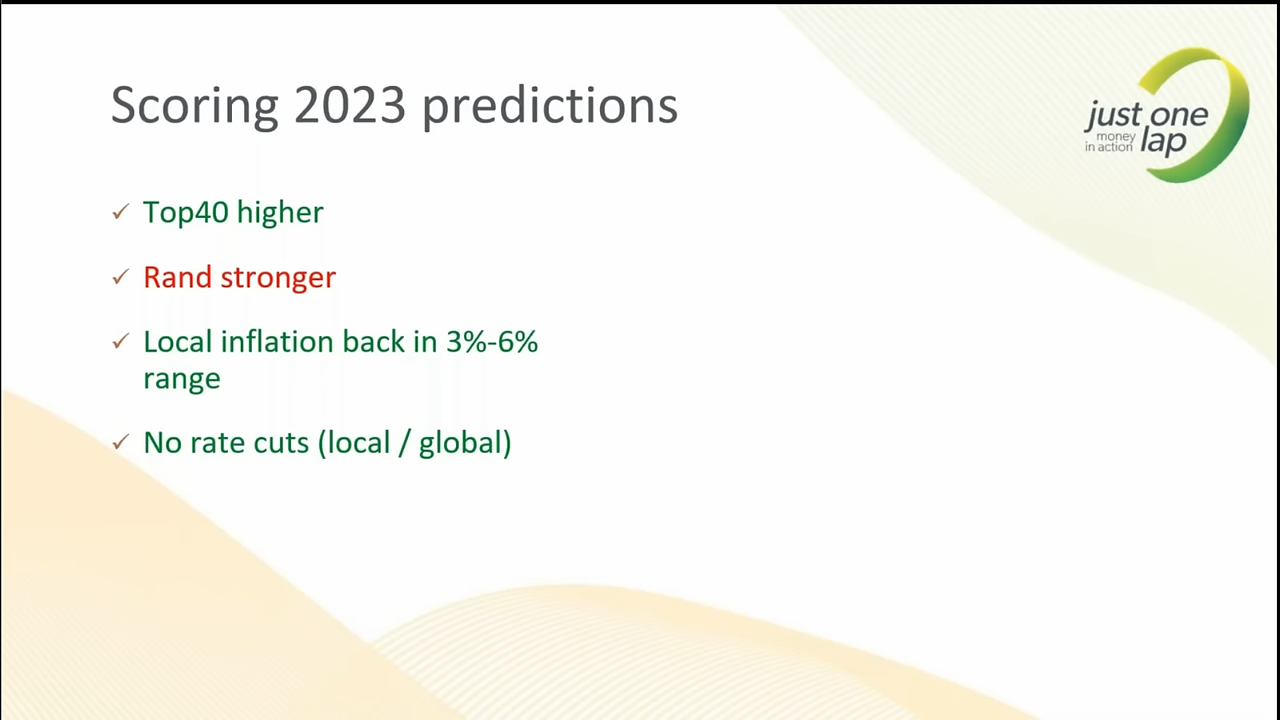 Scoring 2023 predictions
just one
money
in action lap
✓ Top40 higher
✓ Rand stronger
✓ Local inflation back in 3%-6%
range
✓ No rate cuts (local / global)